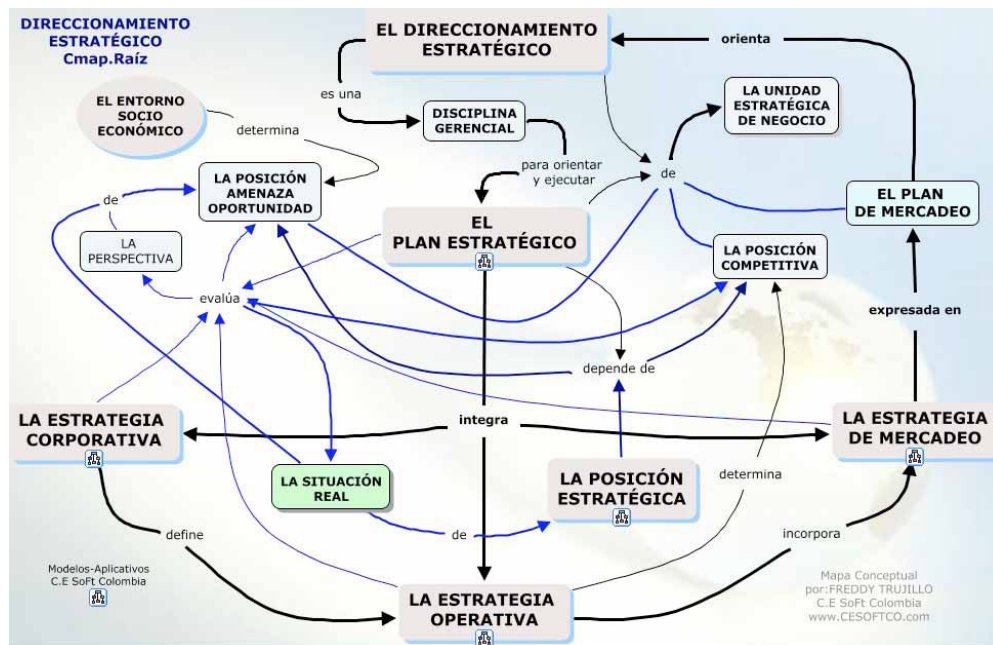 DIRECCIONAMIENTO
ESTRATÉGICO
Cmap.Raíz
EL DIRECCIONAMIENTO
ESTRATÉGICO
orienta
es una
EL ENTORNO
SOCIO
ECONÓMICO
determina
DISCIPLINA
GERENCIAL
LA UNIDAD
ESTRATÉGICA
DE NEGOCIO
para orientar
y ejecutar
de
LA POSICIÓN
AMENAZA
OPORTUNIDAD
de
EL
PLAN ESTRATÉGICO
EL PLAN
DE MERCADEO
LA
PERSPECTIVA
LA POSICIÓN
COMPETITIVA
evalúa
expresada en
depende de
LA ESTRATEGIA
CORPORATIVA
integra
LA ESTRATEGIA
DE MERCADEO
LA SITUACIÓN
REAL
LA POSICIÓN
ESTRATÉGICA
determina
define
de
incorpora
Modelos-Aplicativos
C.E SoFt Colombia
LA ESTRATEGIA
OPERATIVA
Mapa Conceptual
por:FREDDY TRUJILLO
C.E SoFt Colombia
www.CESOFTCO.com